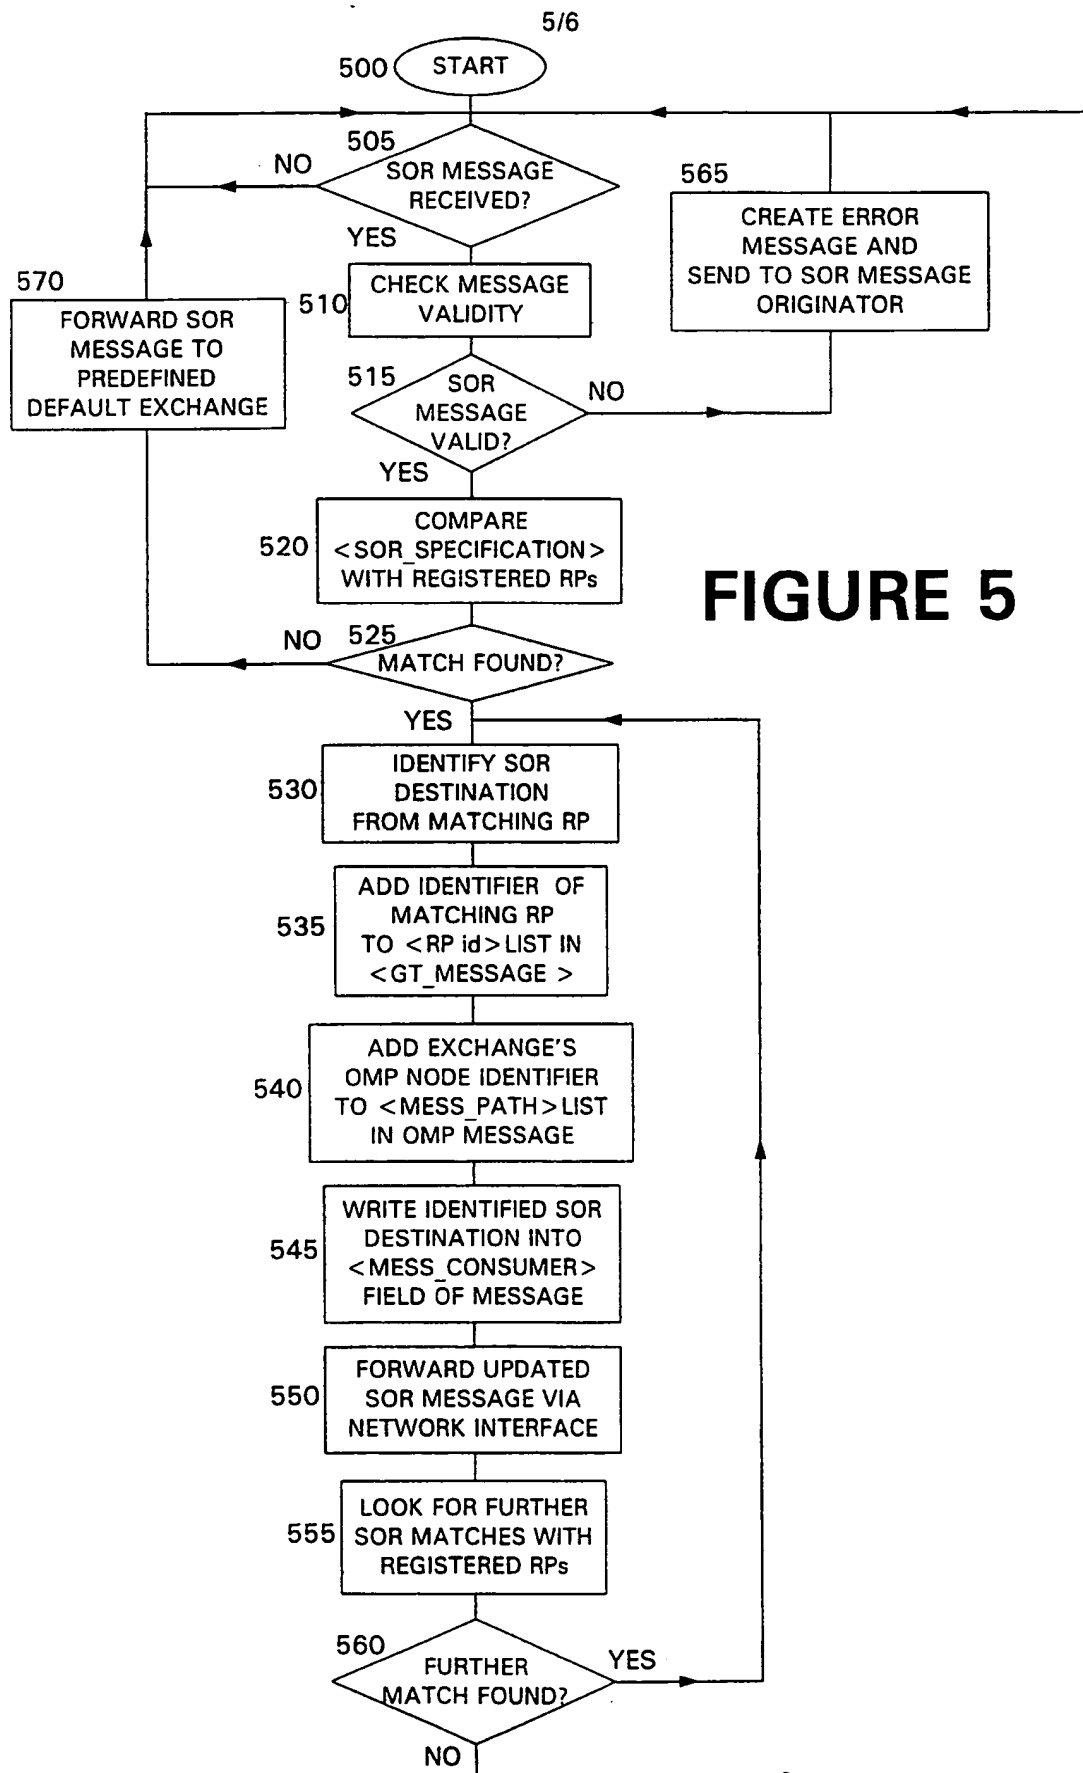 5/6
500
START
505
SOR MESSAGE
RECEIVED?
NO
YES
565
CREATE ERROR
MESSAGE AND
SEND TO SOR MESSAGE
ORIGINATOR
570
FORWARD SOR
MESSAGE TO
PREDEFINED
DEFAULT EXCHANGE
510
CHECK MESSAGE
VALIDITY
515
SOR
MESSAGE
VALID?
NO
YES
520
COMPARE
<SOR_SPECIFICATION>
WITH REGISTERED RPs
FIGURE 5
525
NO
MATCH FOUND?
YES
530
IDENTIFY SOR
DESTINATION
FROM MATCHING RP
535
ADD IDENTIFIER OF
MATCHING RP
TO <RP id> LIST IN
<GT_MESSAGE >
540
ADD EXCHANGE'S
OMP NODE IDENTIFIER
TO <MESS_PATH> LIST
IN OMP MESSAGE
545
WRITE IDENTIFIED SOR
DESTINATION INTO
<MESS_CONSUMER>
FIELD OF MESSAGE
550
FORWARD UPDATED
SOR MESSAGE VIA
NETWORK INTERFACE
555
LOOK FOR FURTHER
SOR MATCHES WITH
REGISTERED RPs
560
FURTHER
MATCH FOUND?
YES
NO